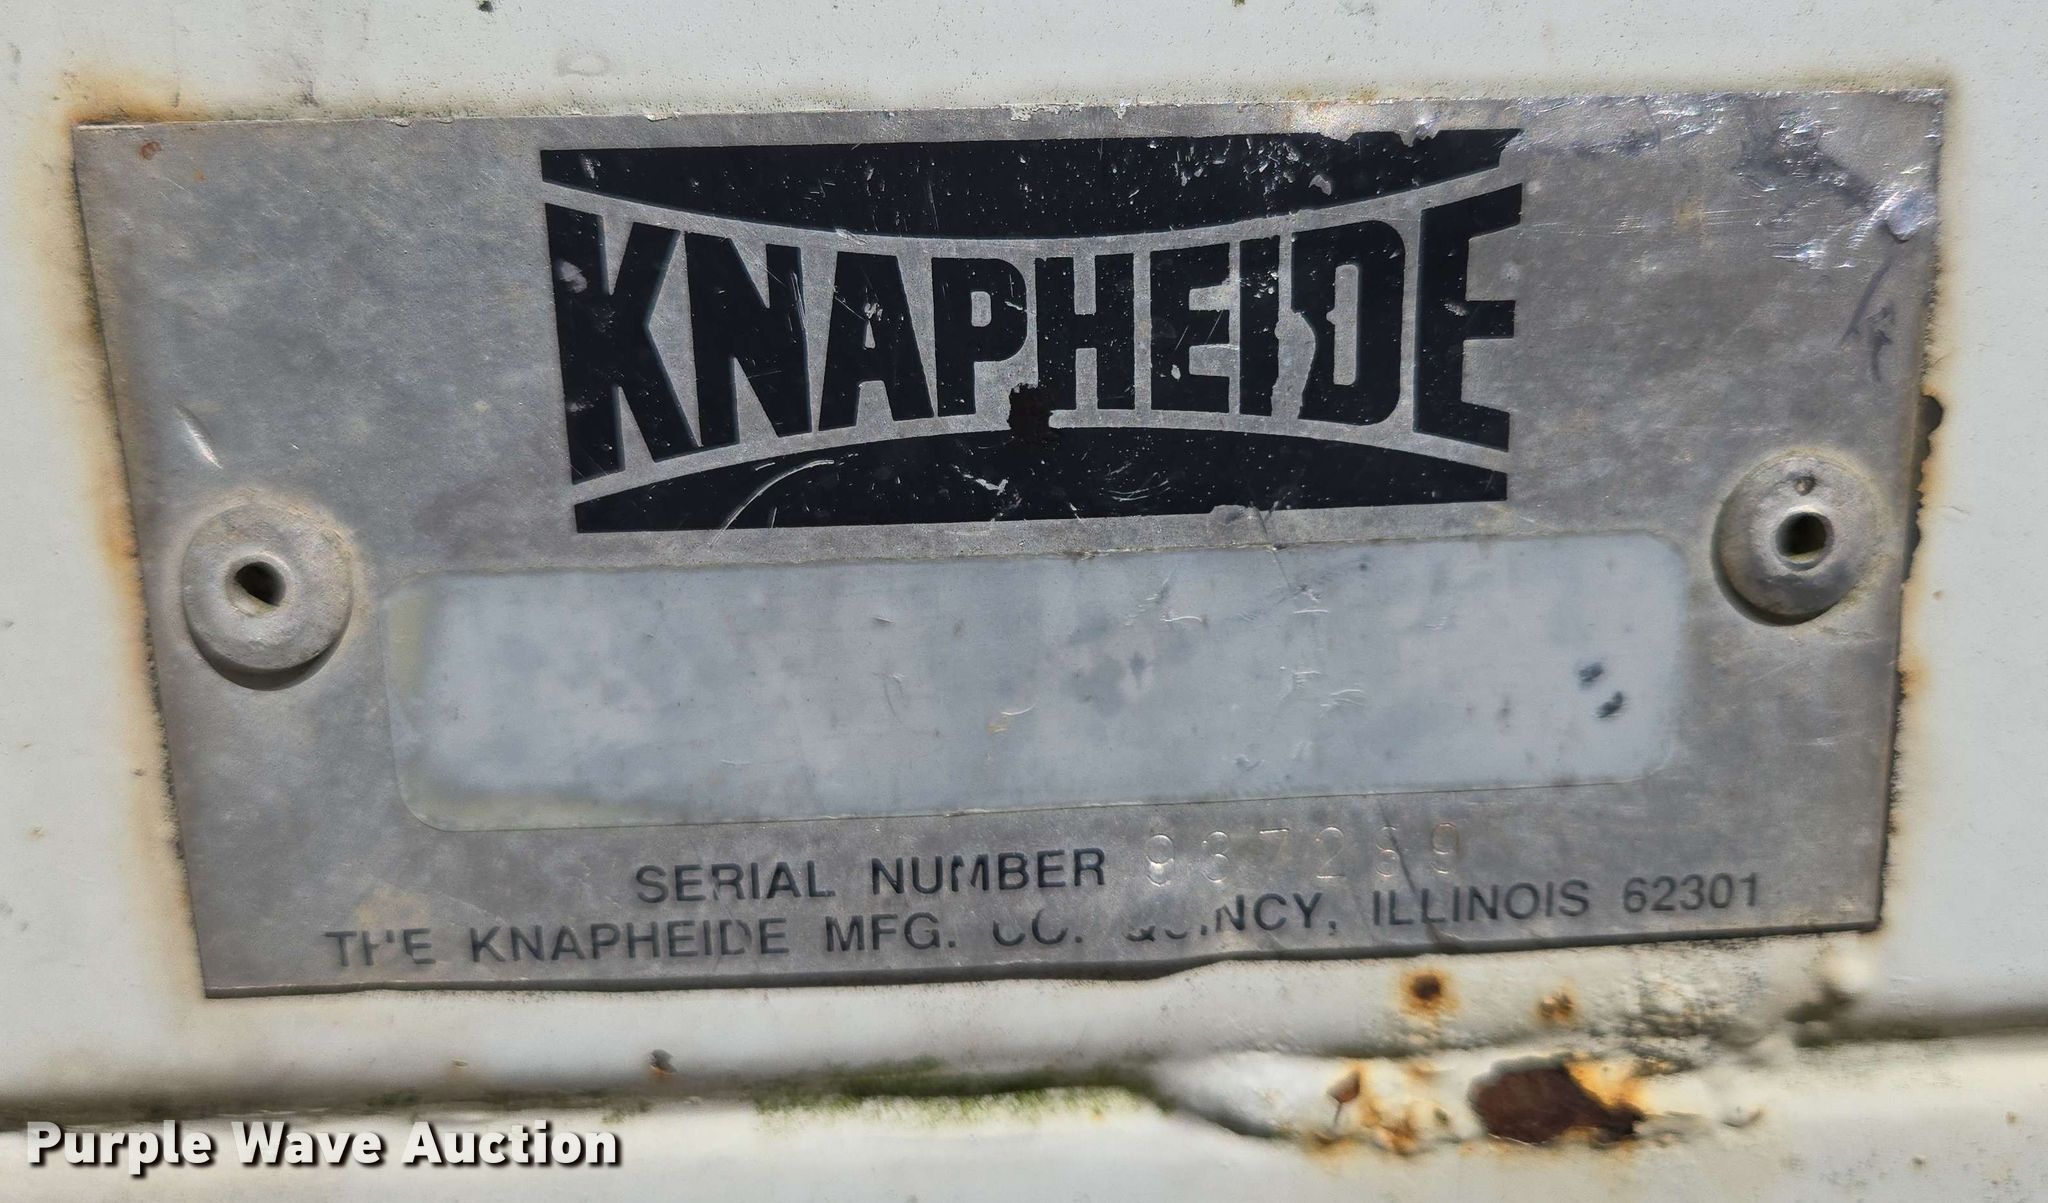 KNAPHEIDE
SERIAL NUMBER 937289
THE KNAPHEIDE MFG. CO. QUINCY, ILLINOIS 62301
Purple Wave Auction